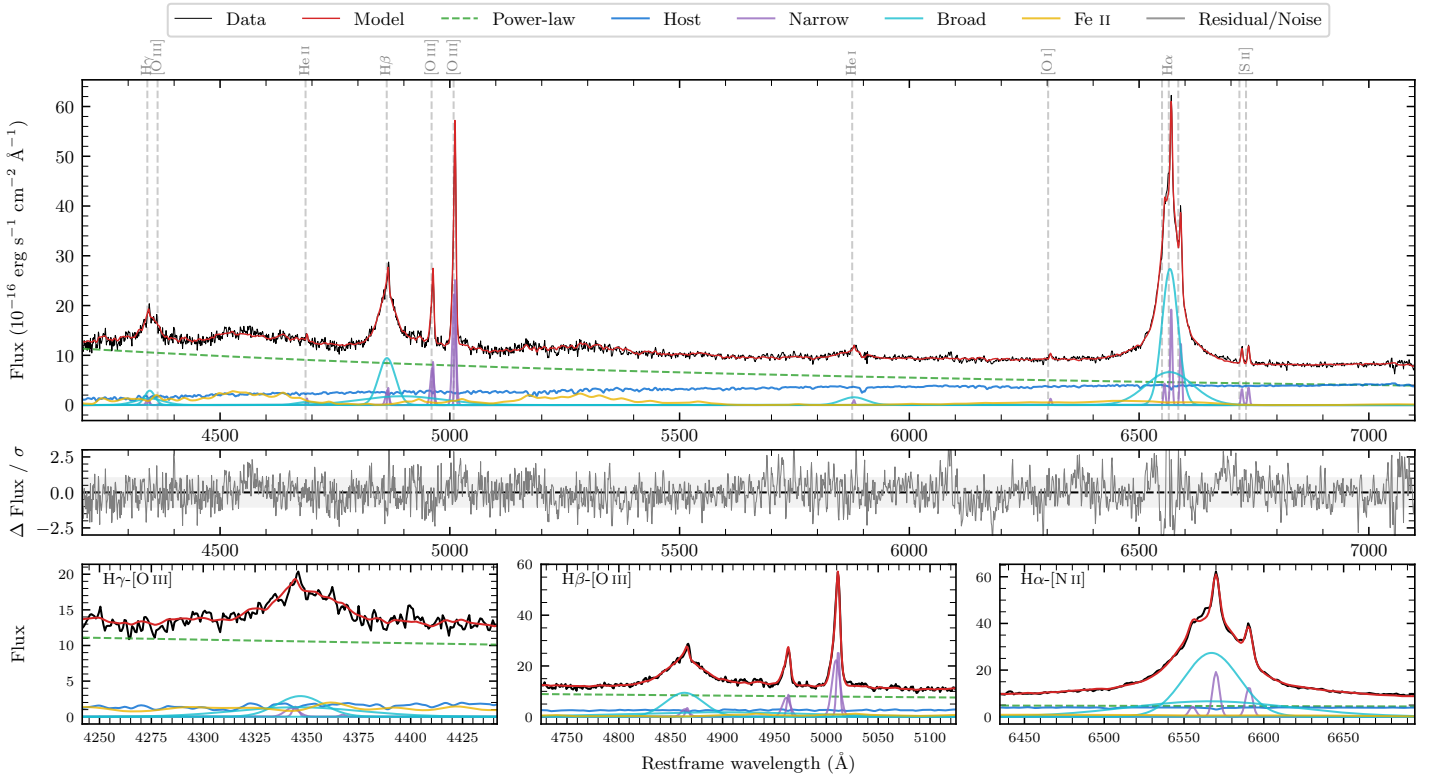 Data Model Power-law Host Narrow Broad Fe II Residual/Noise
Hγ [O III] He II Hβ [O III] [O III] He I [O I] Hα [S II]
Flux (10⁻¹⁶ erg s⁻¹ cm⁻² Å⁻¹)
60
50
40
30
20
10
0
4500 5000 5500 6000 6500 7000
Δ Flux / σ
2.5
0.0
−2.5
4500 5000 5500 6000 6500 7000
Flux
Hγ-[O III]
20
15
10
5
0
4250 4275 4300 4325 4350 4375 4400 4425
Hβ-[O III]
60
40
20
0
4750 4800 4850 4900 4950 5000 5050 5100
Hα-[N II]
60
40
20
0
6450 6500 6550 6600 6650
Restframe wavelength (Å)